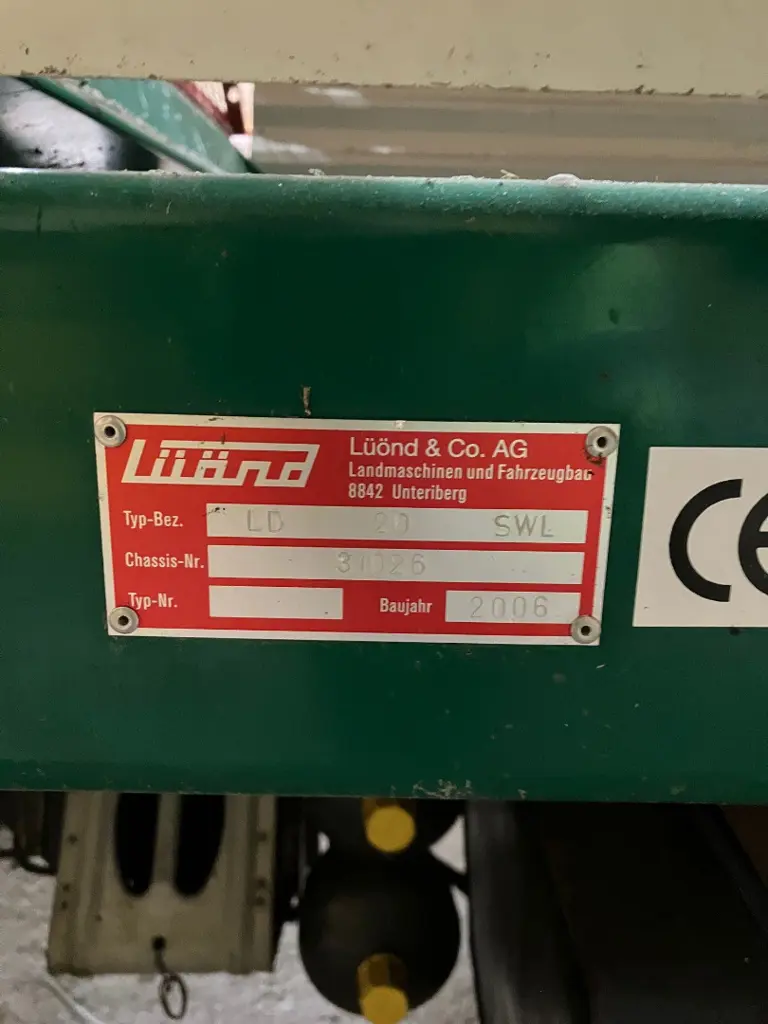 Lüönd
Lüönd & Co. AG
Landmaschinen und Fahrzeugbau
8842 Unteriberg
Typ-Bez. LD 20 SWL
Chassis-Nr.
Typ-Nr. Baujahr 2006
CE